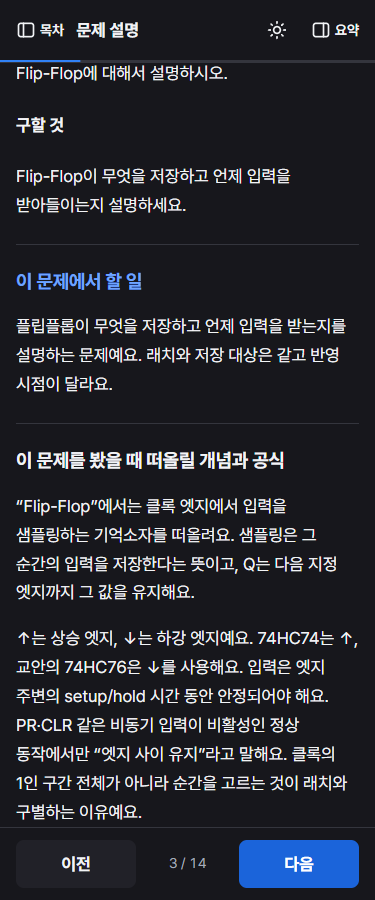 목차 문제 설명 요약
Flip-Flop에 대해서 설명하시오.
구할 것
Flip-Flop이 무엇을 저장하고 언제 입력을
받아들이는지 설명하세요.
이 문제에서 할 일
플립플롭이 무엇을 저장하고 언제 입력을 받는지를
설명하는 문제예요. 래치와 저장 대상은 같고 반영
시점이 달라요.
이 문제를 봤을 때 떠올릴 개념과 공식
“Flip-Flop”에서는 클록 엣지에서 입력을
샘플링하는 기억소자를 떠올려요. 샘플링은 그
순간의 입력을 저장한다는 뜻이고, Q는 다음 지정
엣지까지 그 값을 유지해요.
↑는 상승 엣지, ↓는 하강 엣지예요. 74HC74는 ↑,
교안의 74HC76은 ↓를 사용해요. 입력은 엣지
주변의 setup/hold 시간 동안 안정되어야 해요.
PR·CLR 같은 비동기 입력이 비활성인 정상
동작에서만 “엣지 사이 유지”라고 말해요. 클록의
1인 구간 전체가 아니라 순간을 고르는 것이 래치와
구별하는 이유예요.
이전 3 / 14 다음